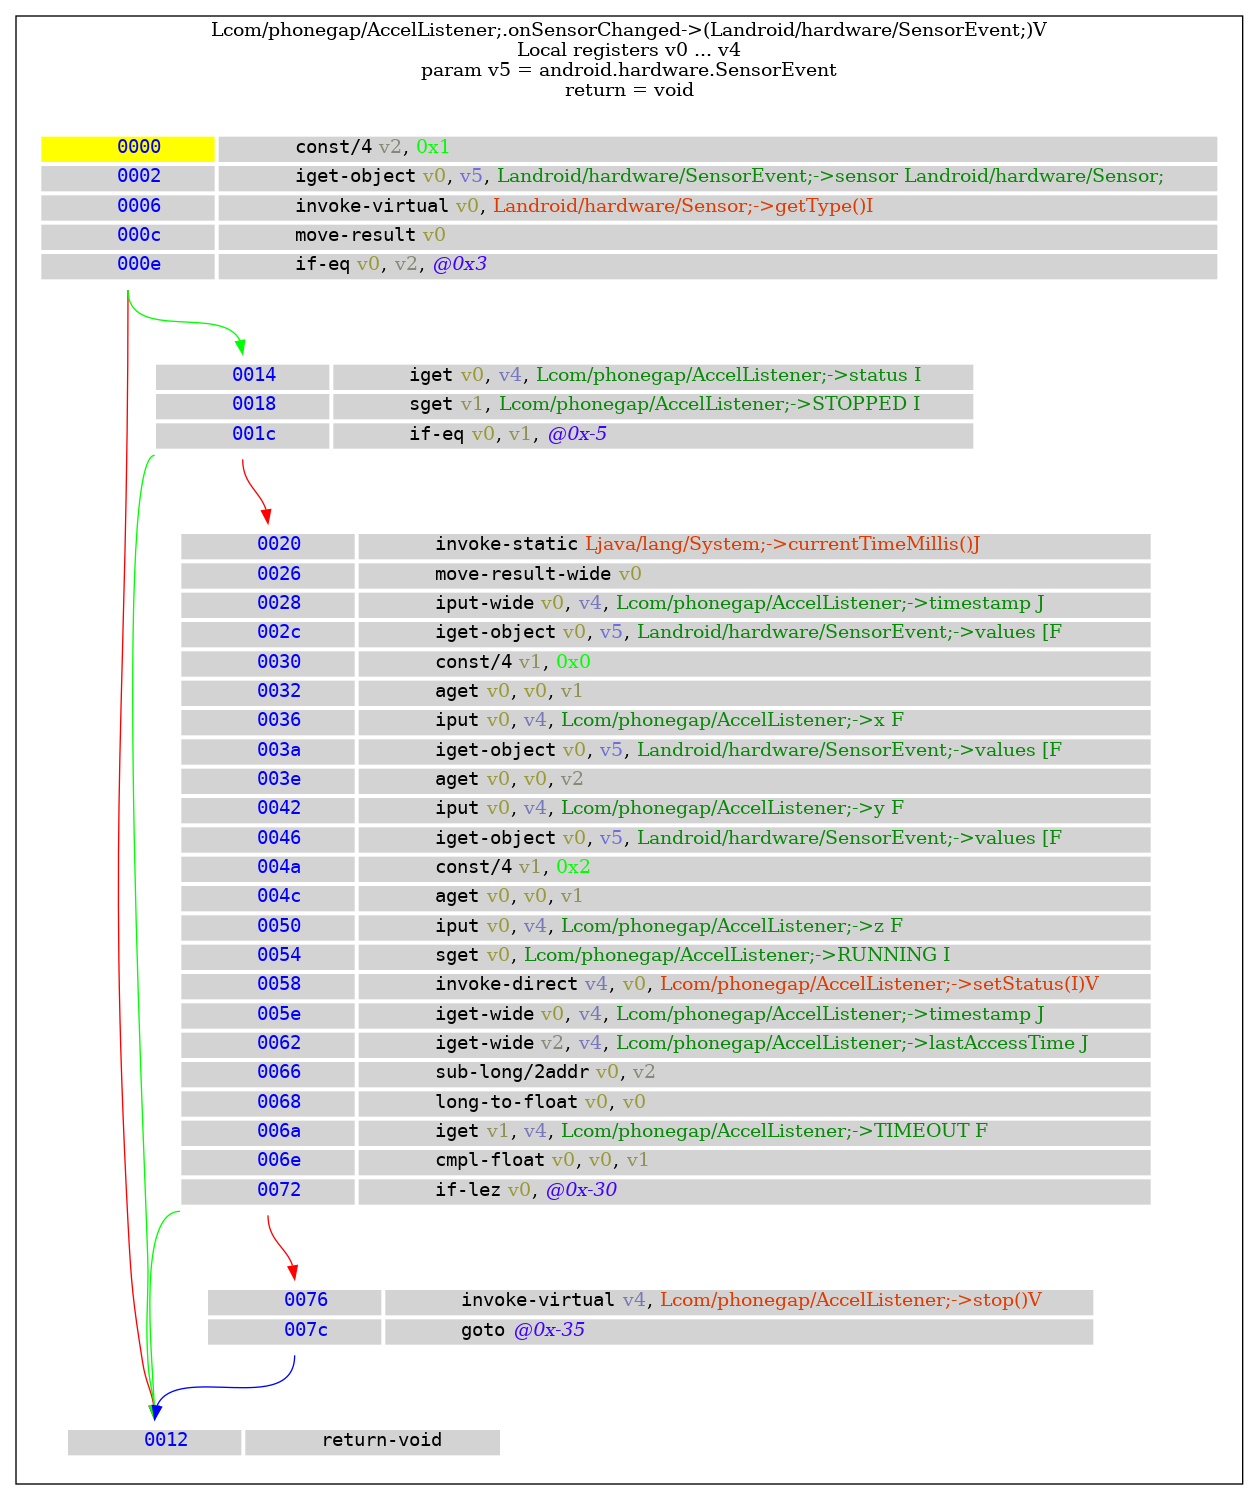 Lcom/phonegap/AccelListener;.onSensorChanged->(Landroid/hardware/SensorEvent;)V
Local registers v0 ... v4
param v5 = android.hardware.SensorEvent
return = void
0000 const/4 v2, 0x1
0002 iget-object v0, v5, Landroid/hardware/SensorEvent;->sensor Landroid/hardware/Sensor;
0006 invoke-virtual v0, Landroid/hardware/Sensor;->getType()I
000c move-result v0
000e if-eq v0, v2, @0x3
0014 iget v0, v4, Lcom/phonegap/AccelListener;->status I
0018 sget v1, Lcom/phonegap/AccelListener;->STOPPED I
001c if-eq v0, v1, @0x-5
0020 invoke-static Ljava/lang/System;->currentTimeMillis()J
0026 move-result-wide v0
0028 iput-wide v0, v4, Lcom/phonegap/AccelListener;->timestamp J
002c iget-object v0, v5, Landroid/hardware/SensorEvent;->values [F
0030 const/4 v1, 0x0
0032 aget v0, v0, v1
0036 iput v0, v4, Lcom/phonegap/AccelListener;->x F
003a iget-object v0, v5, Landroid/hardware/SensorEvent;->values [F
003e aget v0, v0, v2
0042 iput v0, v4, Lcom/phonegap/AccelListener;->y F
0046 iget-object v0, v5, Landroid/hardware/SensorEvent;->values [F
004a const/4 v1, 0x2
004c aget v0, v0, v1
0050 iput v0, v4, Lcom/phonegap/AccelListener;->z F
0054 sget v0, Lcom/phonegap/AccelListener;->RUNNING I
0058 invoke-direct v4, v0, Lcom/phonegap/AccelListener;->setStatus(I)V
005e iget-wide v0, v4, Lcom/phonegap/AccelListener;->timestamp J
0062 iget-wide v2, v4, Lcom/phonegap/AccelListener;->lastAccessTime J
0066 sub-long/2addr v0, v2
0068 long-to-float v0, v0
006a iget v1, v4, Lcom/phonegap/AccelListener;->TIMEOUT F
006e cmpl-float v0, v0, v1
0072 if-lez v0, @0x-30
0076 invoke-virtual v4, Lcom/phonegap/AccelListener;->stop()V
007c goto @0x-35
0012 return-void